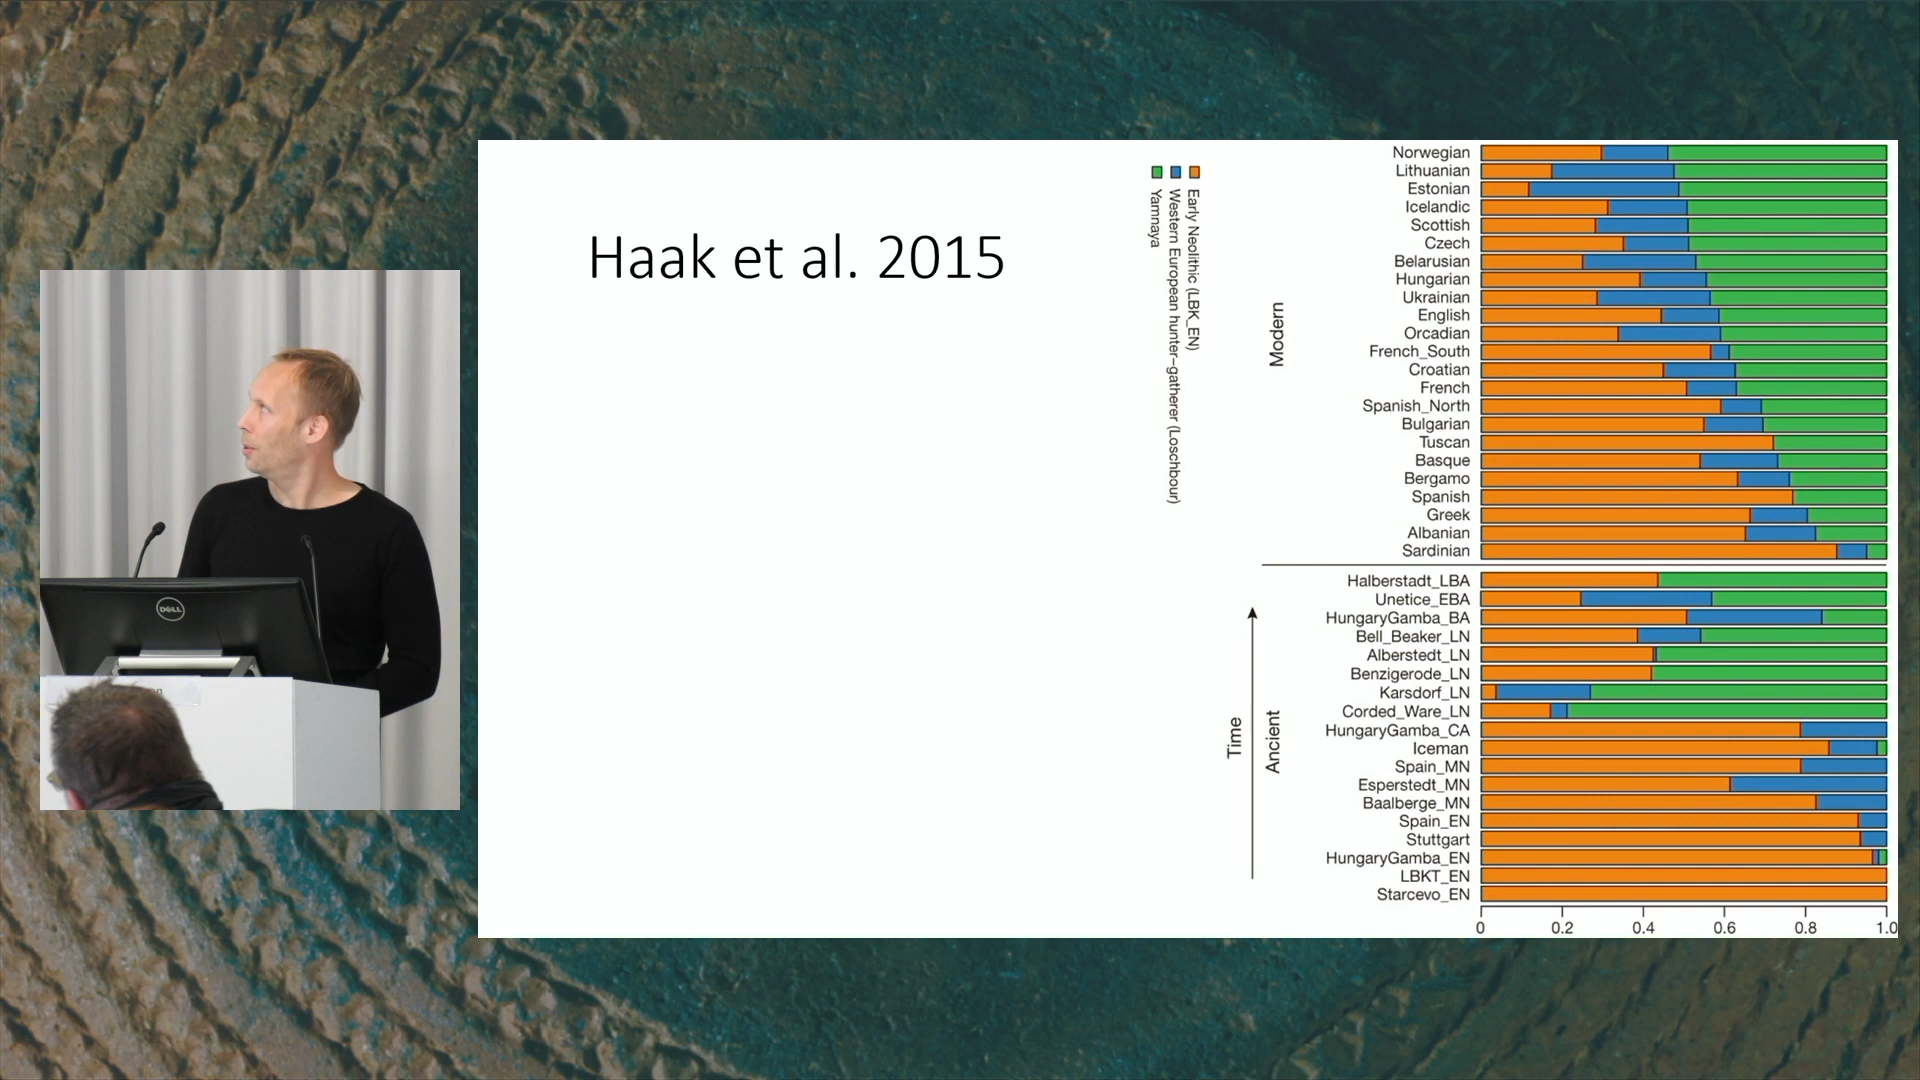 Haak et al. 2015
Early Neolithic (LBK_EN)
Western European hunter–gatherer (Loschbour)
Yamnaya
Modern
Norwegian
Lithuanian
Estonian
Icelandic
Scottish
Czech
Belarusian
Hungarian
Ukrainian
English
Orcadian
French_South
Croatian
French
Spanish_North
Bulgarian
Tuscan
Basque
Bergamo
Spanish
Greek
Albanian
Sardinian
Time
Ancient
Halberstadt_LBA
Unetice_EBA
HungaryGamba_BA
Bell_Beaker_LN
Alberstedt_LN
Benzigerode_LN
Karsdorf_LN
Corded_Ware_LN
HungaryGamba_CA
Iceman
Spain_MN
Esperstedt_MN
Baalberge_MN
Spain_EN
Stuttgart
HungaryGamba_EN
LBKT_EN
Starcevo_EN
0 0.2 0.4 0.6 0.8 1.0
DELL